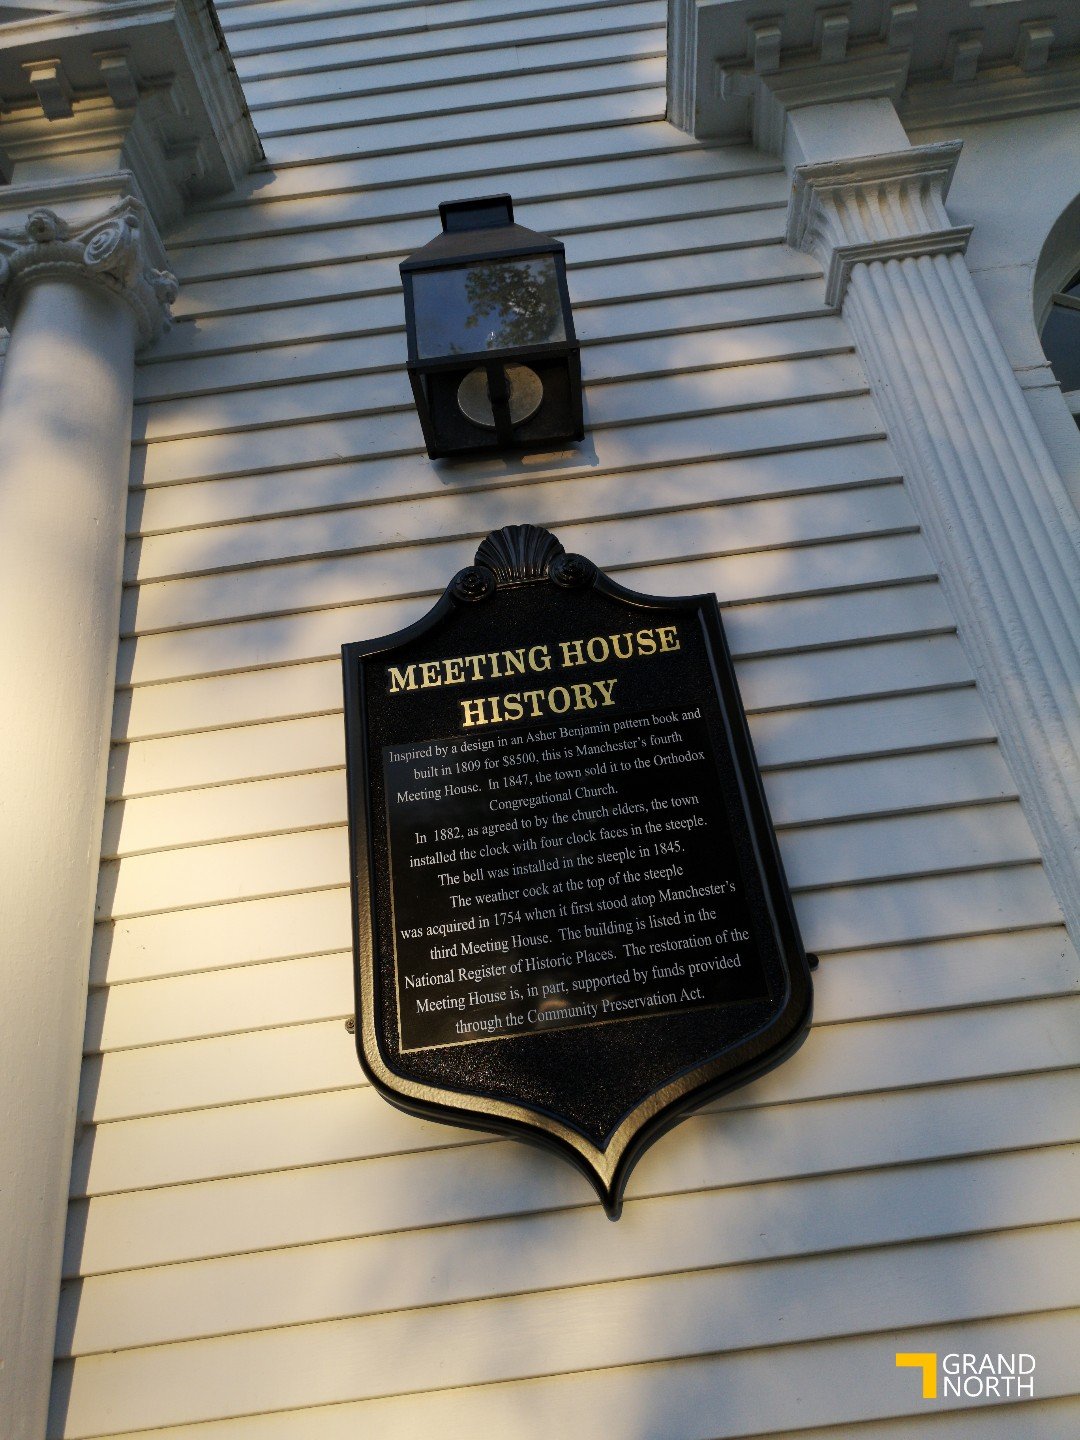 MEETING HOUSE
HISTORY
Inspired by a design in an Asher Benjamin pattern book and
built in 1809 for $8500, this is Manchester's fourth
Meeting House. In 1847, the town sold it to the Orthodox
Congregational Church.
In 1882, as agreed to by the church elders, the town
installed the clock with four clock faces in the steeple.
The bell was installed in the steeple in 1845.
The weather cock at the top of the steeple
was acquired in 1754 when it first stood atop Manchester's
third Meeting House. The building is listed in the
National Register of Historic Places. The restoration of the
Meeting House is, in part, supported by funds provided
through the Community Preservation Act.
GRAND
NORTH